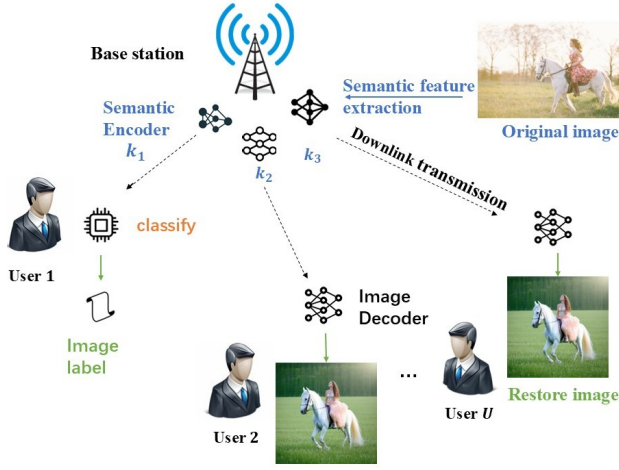 Base station
Semantic feature
extraction
Original image
Semantic
Encoder
k₁
k₂
k₃
Downlink transmission
classify
User 1
Image
label
Image
Decoder
User 2
...
User U
Restore image